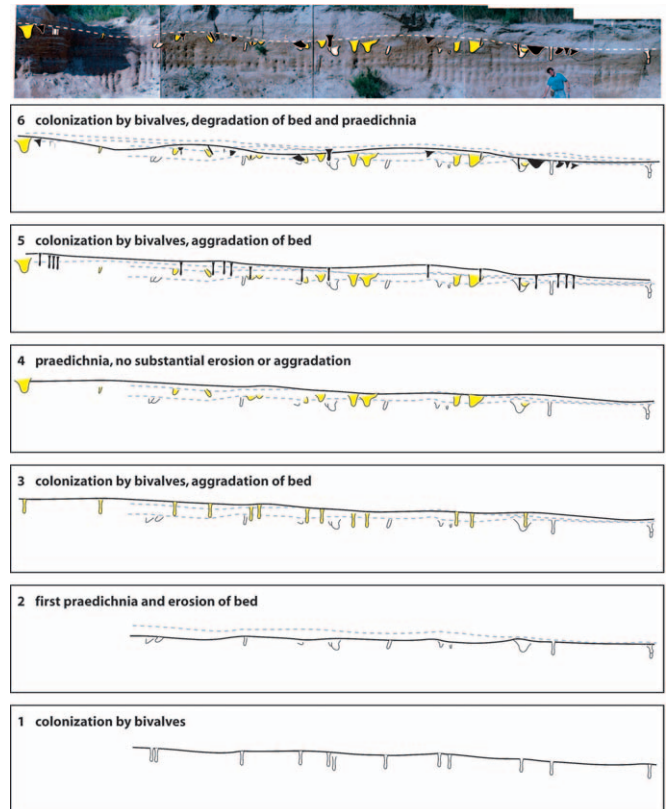 6 colonization by bivalves, degradation of bed and praedichnia
5 colonization by bivalves, aggradation of bed
4 praedichnia, no substantial erosion or aggradation
3 colonization by bivalves, aggradation of bed
2 first praedichnia and erosion of bed
1 colonization by bivalves